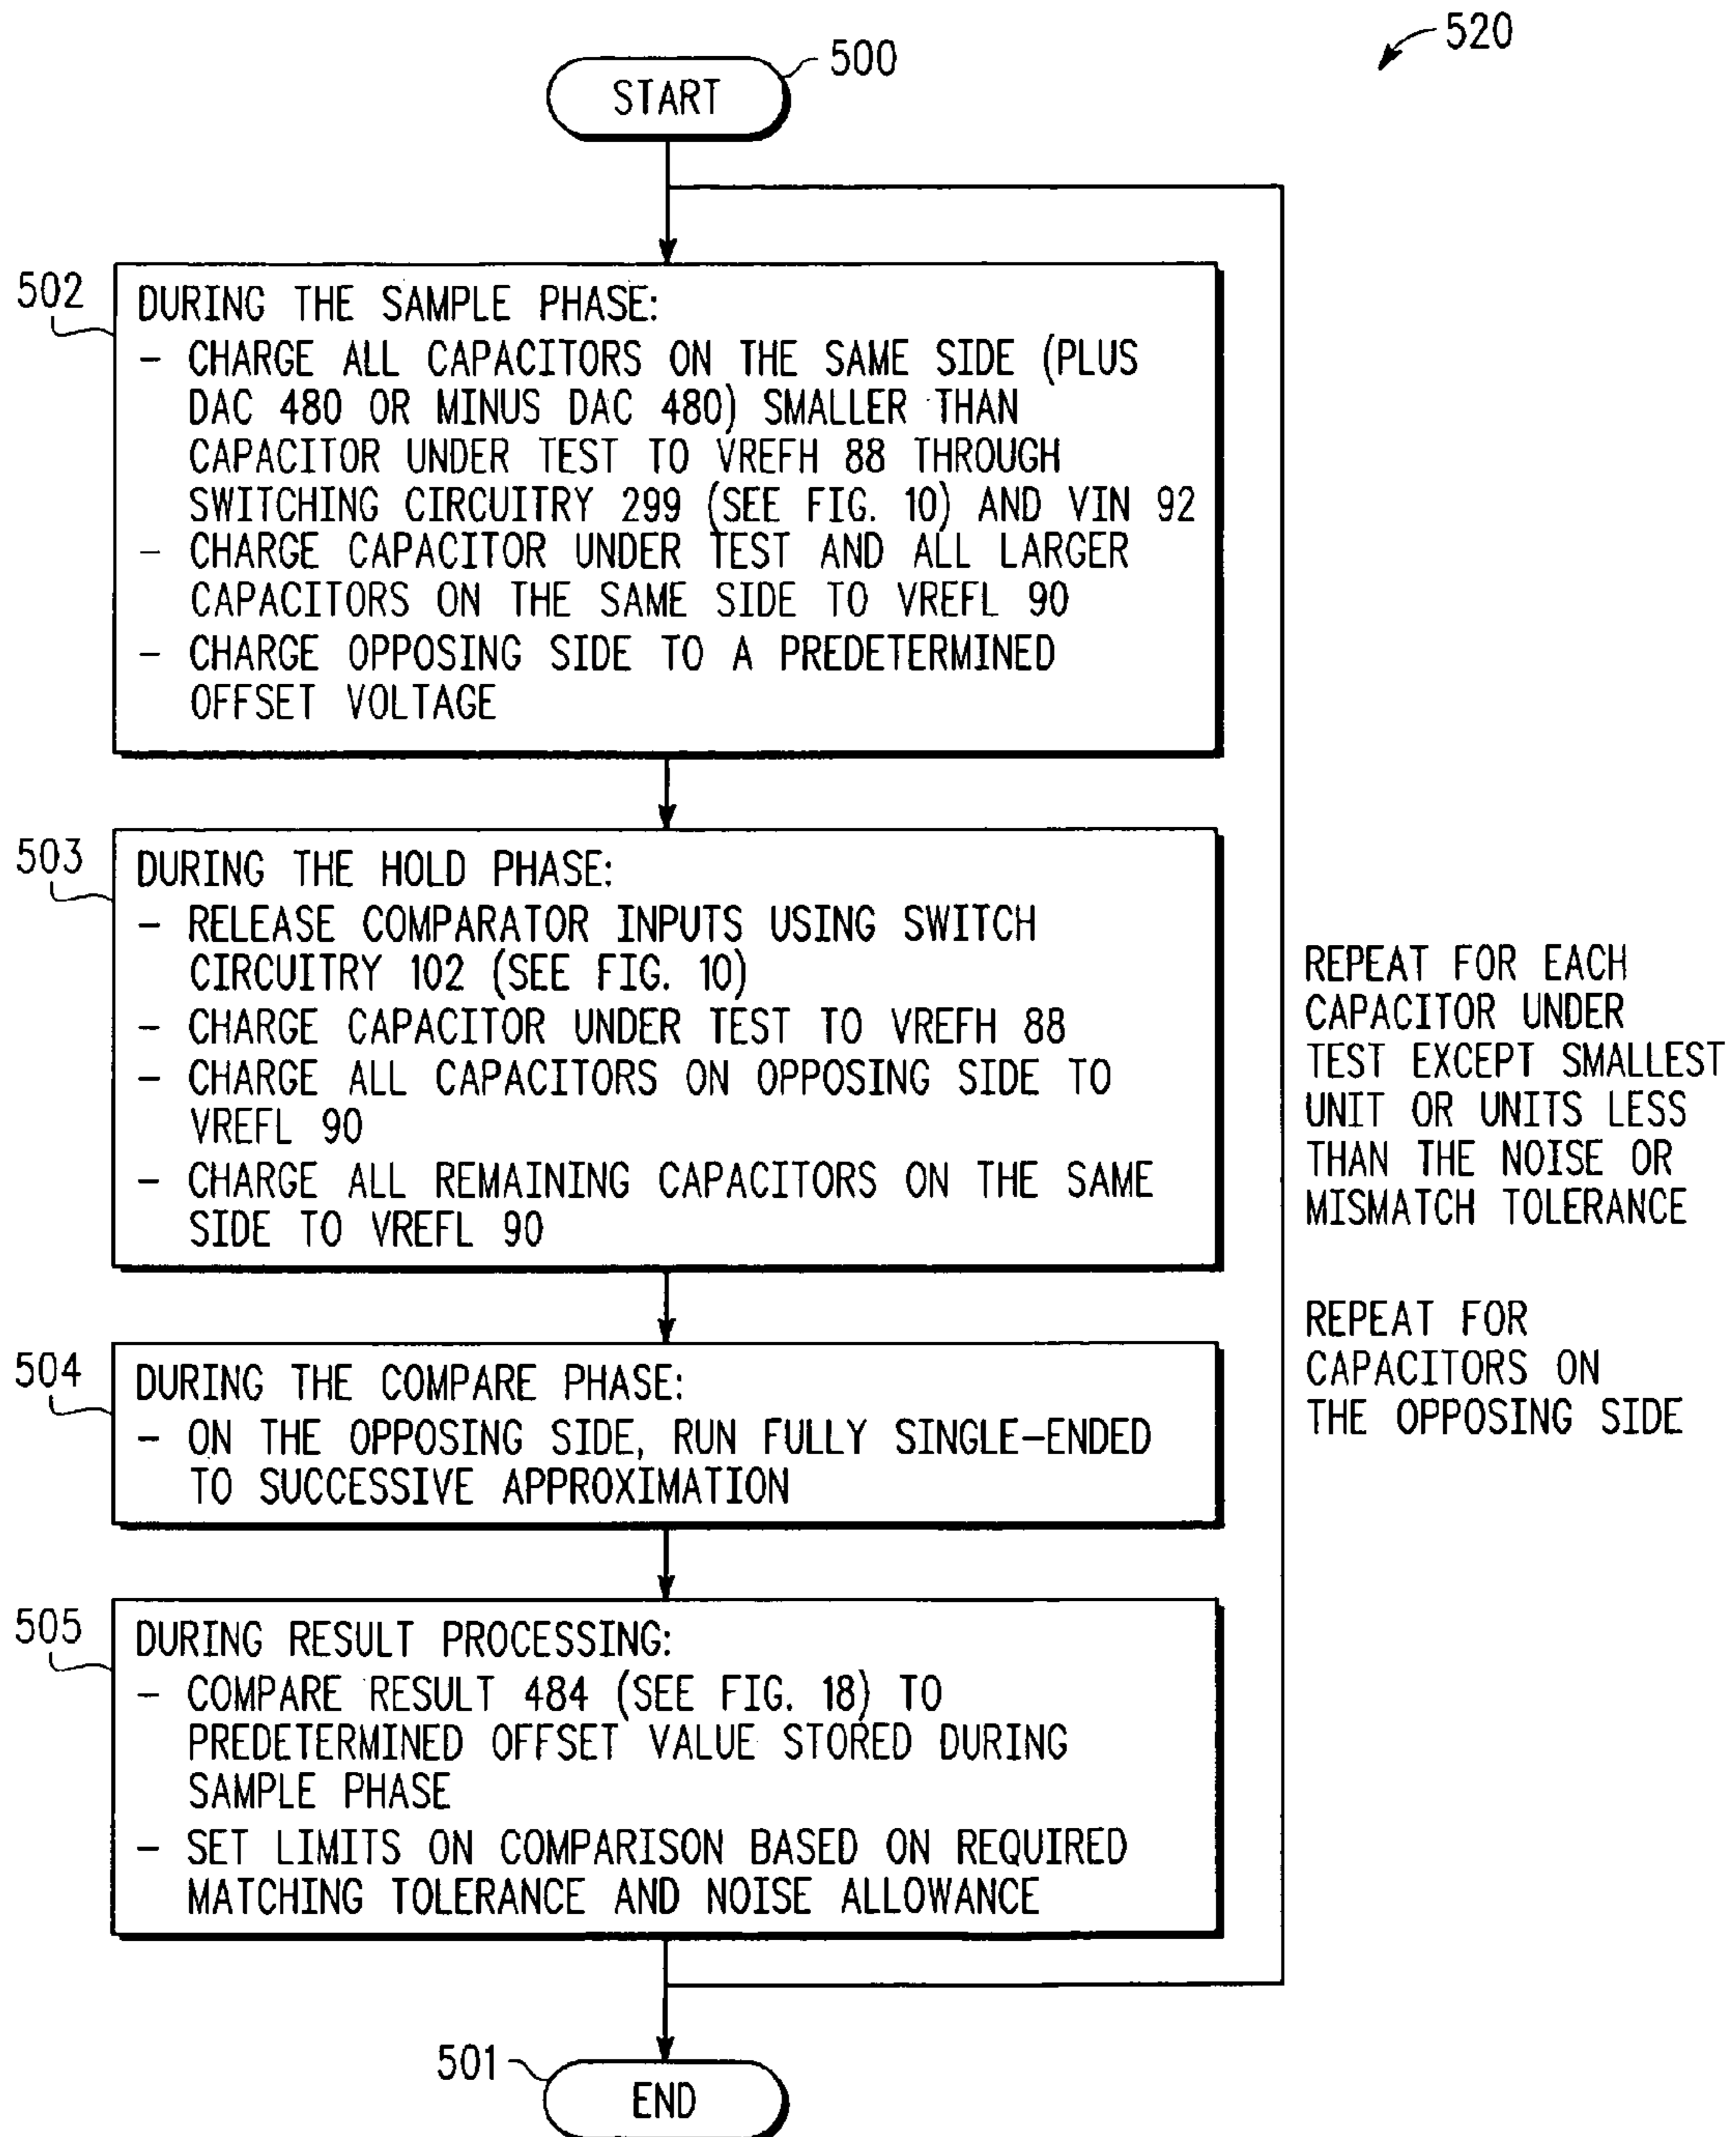 520
500
START
502
DURING THE SAMPLE PHASE:
- CHARGE ALL CAPACITORS ON THE SAME SIDE (PLUS
DAC 480 OR MINUS DAC 480) SMALLER THAN
CAPACITOR UNDER TEST TO VREFH 88 THROUGH
SWITCHING CIRCUITRY 299 (SEE FIG. 10) AND VIN 92
- CHARGE CAPACITOR UNDER TEST AND ALL LARGER
CAPACITORS ON THE SAME SIDE TO VREFL 90
- CHARGE OPPOSING SIDE TO A PREDETERMINED
OFFSET VOLTAGE
503
DURING THE HOLD PHASE:
- RELEASE COMPARATOR INPUTS USING SWITCH
CIRCUITRY 102 (SEE FIG. 10)
- CHARGE CAPACITOR UNDER TEST TO VREFH 88
- CHARGE ALL CAPACITORS ON OPPOSING SIDE TO
VREFL 90
- CHARGE ALL REMAINING CAPACITORS ON THE SAME
SIDE TO VREFL 90
504
DURING THE COMPARE PHASE:
- ON THE OPPOSING SIDE, RUN FULLY SINGLE-ENDED
TO SUCCESSIVE APPROXIMATION
505
DURING RESULT PROCESSING:
- COMPARE RESULT 484 (SEE FIG. 18) TO
PREDETERMINED OFFSET VALUE STORED DURING
SAMPLE PHASE
- SET LIMITS ON COMPARISON BASED ON REQUIRED
MATCHING TOLERANCE AND NOISE ALLOWANCE
REPEAT FOR EACH
CAPACITOR UNDER
TEST EXCEPT SMALLEST
UNIT OR UNITS LESS
THAN THE NOISE OR
MISMATCH TOLERANCE
REPEAT FOR
CAPACITORS ON
THE OPPOSING SIDE
501
END